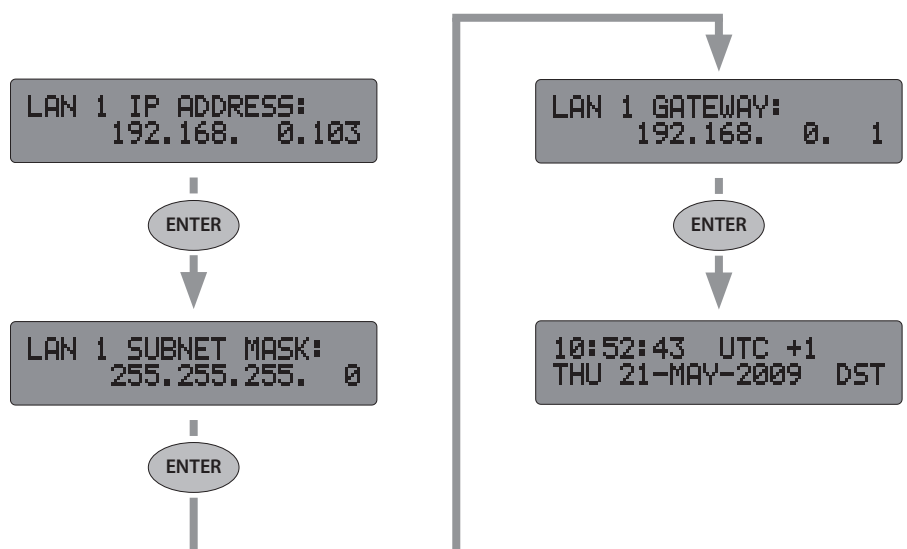 LAN 1 IP ADDRESS:
192.168.  0.103
ENTER
LAN 1 SUBNET MASK:
255.255.255.  0
ENTER
LAN 1 GATEWAY:
192.168.  0.  1
ENTER
10:52:43  UTC +1
THU 21-MAY-2009  DST